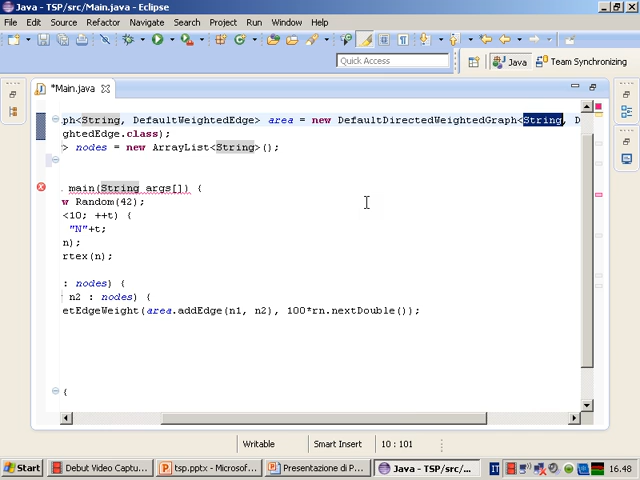 Java - TSP/src/Main.java - Eclipse
File Edit Source Refactor Navigate Search Project Run Window Help
Quick Access
Java
Team Synchronizing
*Main.java
ph<String, DefaultWeightedEdge> area = new DefaultDirectedWeightedGraph<String, D
ghtedEdge.class);
> nodes = new ArrayList<String>();
main(String args[]) {
w Random(42);
<10; ++t) {
"N"+t;
n);
rtex(n);
: nodes) {
n2 : nodes) {
etEdgeWeight(area.addEdge(n1, n2), 100*rn.nextDouble());
{
Writable
Smart Insert
10 : 101
Start
Debut Video Captu...
tsp.pptx - Microsof...
Presentazione di P...
Java - TSP/src/...
IT
16.48